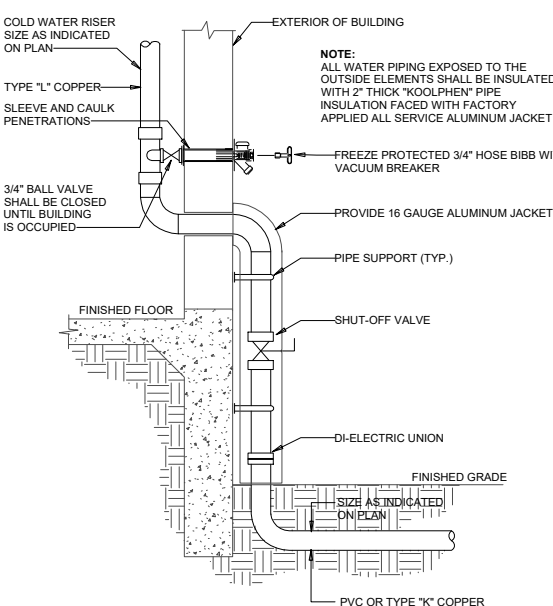 COLD WATER RISER
SIZE AS INDICATED
ON PLAN
EXTERIOR OF BUILDING
NOTE:
ALL WATER PIPING EXPOSED TO THE
OUTSIDE ELEMENTS SHALL BE INSULATED
WITH 2" THICK "KOOLPHEN" PIPE
INSULATION FACED WITH FACTORY
APPLIED ALL SERVICE ALUMINUM JACKET
TYPE "L" COPPER
SLEEVE AND CAULK
PENETRATIONS
FREEZE PROTECTED 3/4" HOSE BIBB WI
VACUUM BREAKER
3/4" BALL VALVE
SHALL BE CLOSED
UNTIL BUILDING
IS OCCUPIED
PROVIDE 16 GAUGE ALUMINUM JACKET
PIPE SUPPORT (TYP.)
FINISHED FLOOR
SHUT-OFF VALVE
DI-ELECTRIC UNION
FINISHED GRADE
SIZE AS INDICATED
ON PLAN
PVC OR TYPE "K" COPPER